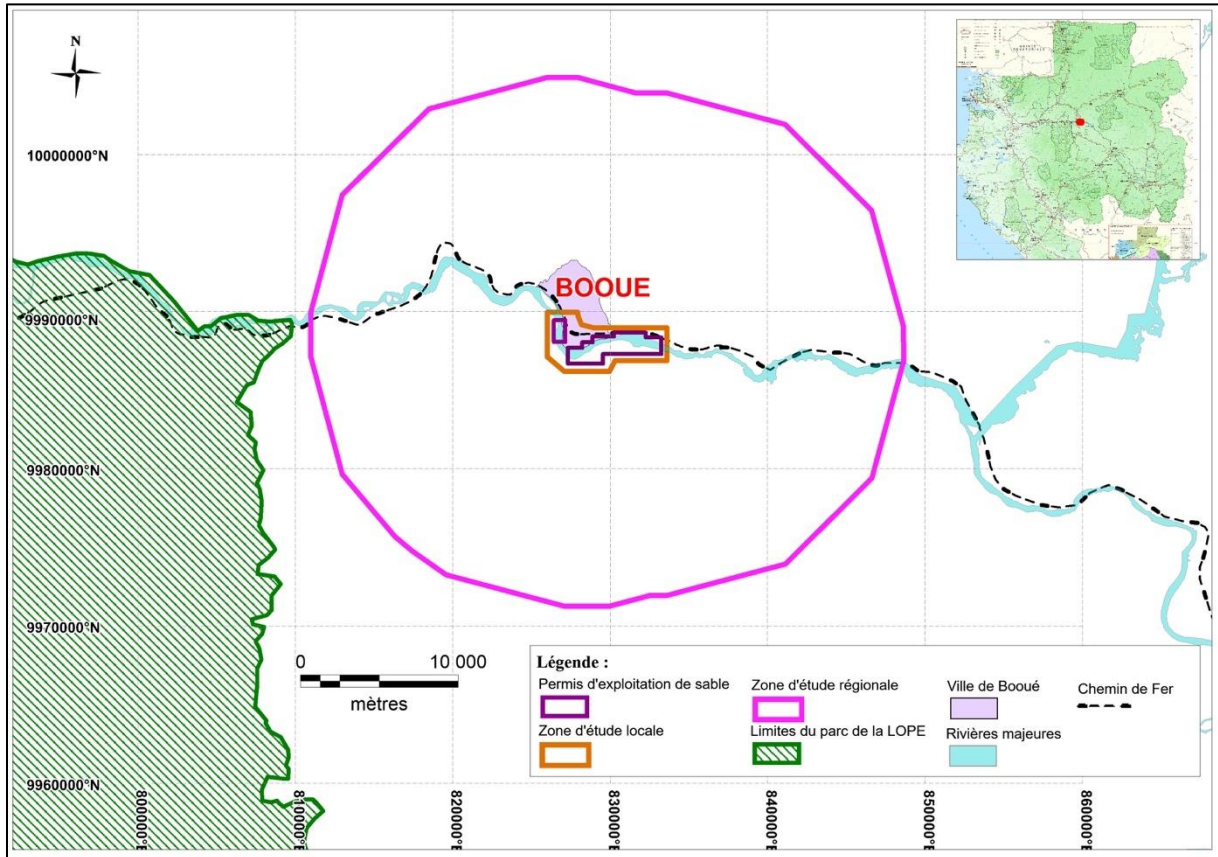 N
10000000°N
9990000°N
9980000°N
9970000°N
9960000°N
BOOUE
0 10 000
mètres
800000°E
810000°E
820000°E
830000°E
840000°E
850000°E
860000°E
Légende :
Permis d'exploitation de sable
Zone d'étude régionale
Ville de Booué
Chemin de Fer
Zone d'étude locale
Limites du parc de la LOPE
Rivières majeures